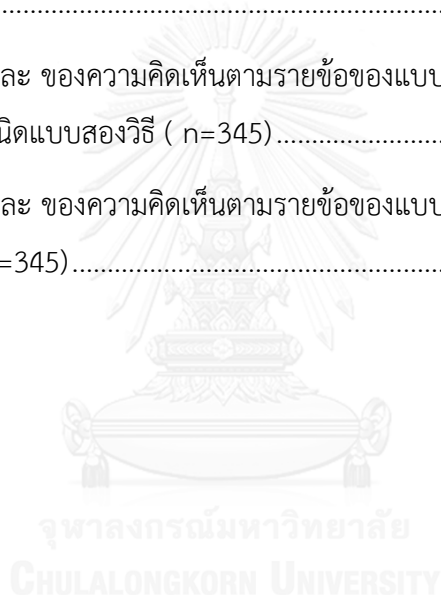 ......................................................
ละ ของความคิดเห็นตามรายข้อของแบบ
นิดแบบสองวิธี ( n=345)........................
ละ ของความคิดเห็นตามรายข้อของแบบ
=345).....................................................
จุฬาลงกรณ์มหาวิทยาลัย
CHULALONGKORN UNIVERSITY